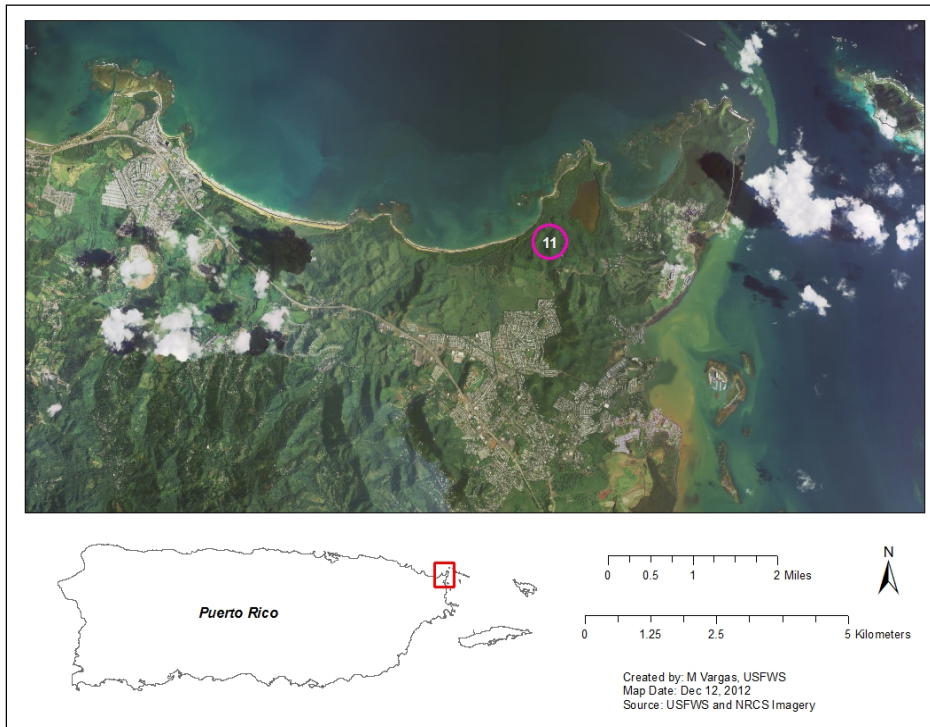 11
Puerto Rico
N
0 0.5 1 2 Miles
0 1.25 2.5 5 Kilometers
Created by: M Vargas, USFWS
Map Date: Dec 12, 2012
Source: USFWS and NRCS Imagery